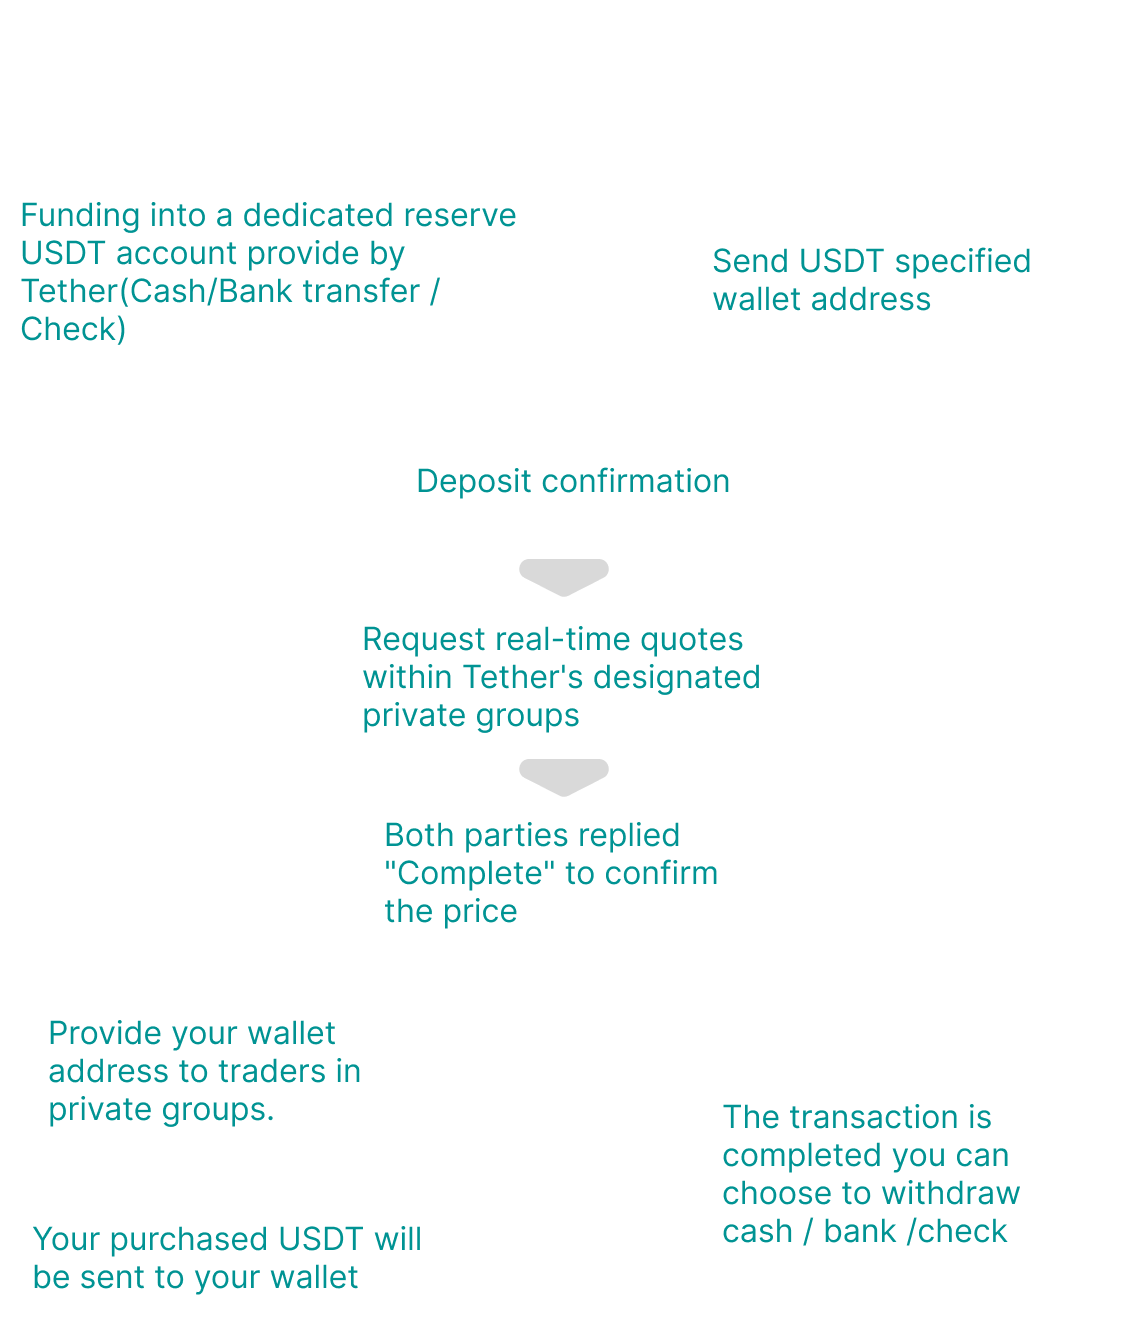 Funding into a dedicated reserve
USDT account provide by
Tether(Cash/Bank transfer /
Check)
Send USDT specified
wallet address
Deposit confirmation
Request real-time quotes
within Tether's designated
private groups
Both parties replied
"Complete" to confirm
the price
Provide your wallet
address to traders in
private groups.
Your purchased USDT will
be sent to your wallet
The transaction is
completed you can
choose to withdraw
cash / bank /check